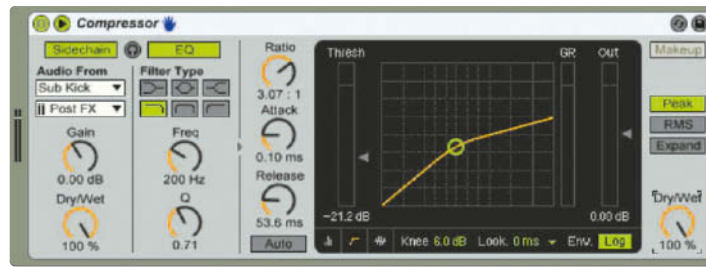 Compressor
Sidechain
EQ
Audio From
Filter Type
Sub Kick
Post FX
Gain
0.00 dB
Dry/Wet
100 %
Freq
200 Hz
Q
0.71
Ratio
3.07 : 1
Attack
0.10 ms
Release
53.6 ms
Auto
Thresh
GR
Out
-21.2 dB
0.00 dB
Knee 6.0 dB Look. 0 ms Env. Log
Makeup
Peak
RMS
Expand
Dry/Wet
100 %